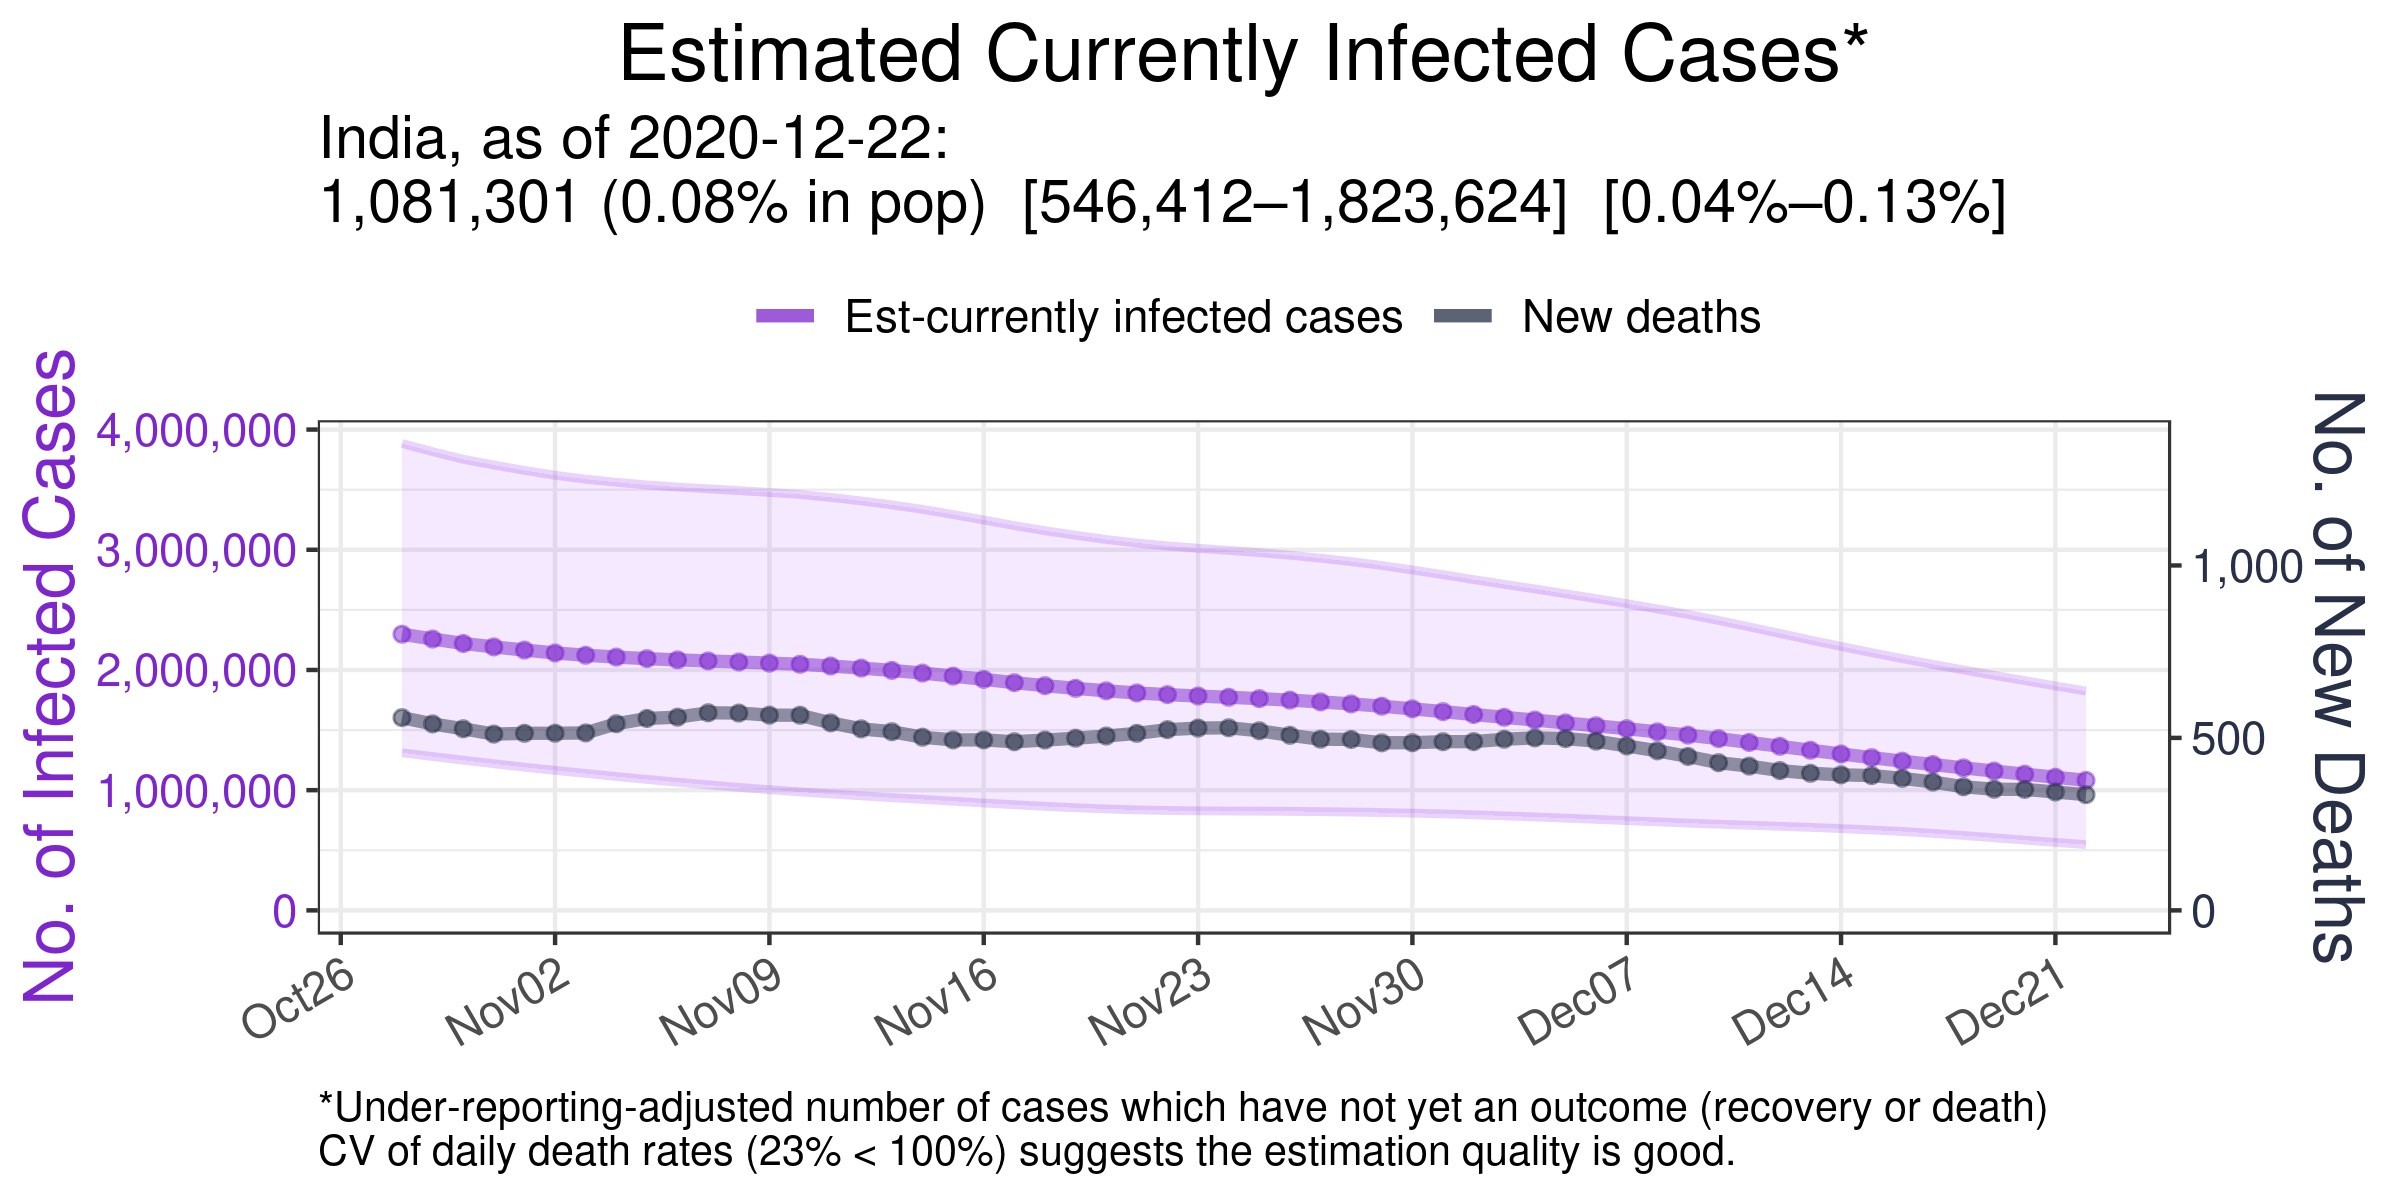 Estimated Currently Infected Cases*
India, as of 2020-12-22:
1,081,301 (0.08% in pop)  [546,412–1,823,624]  [0.04%–0.13%]
Est-currently infected cases
New deaths
No. of Infected Cases
4,000,000
3,000,000
2,000,000
1,000,000
0
No. of New Deaths
1,000
500
0
Oct26
Nov02
Nov09
Nov16
Nov23
Nov30
Dec07
Dec14
Dec21
*Under-reporting-adjusted number of cases which have not yet an outcome (recovery or death)
CV of daily death rates (23% < 100%) suggests the estimation quality is good.